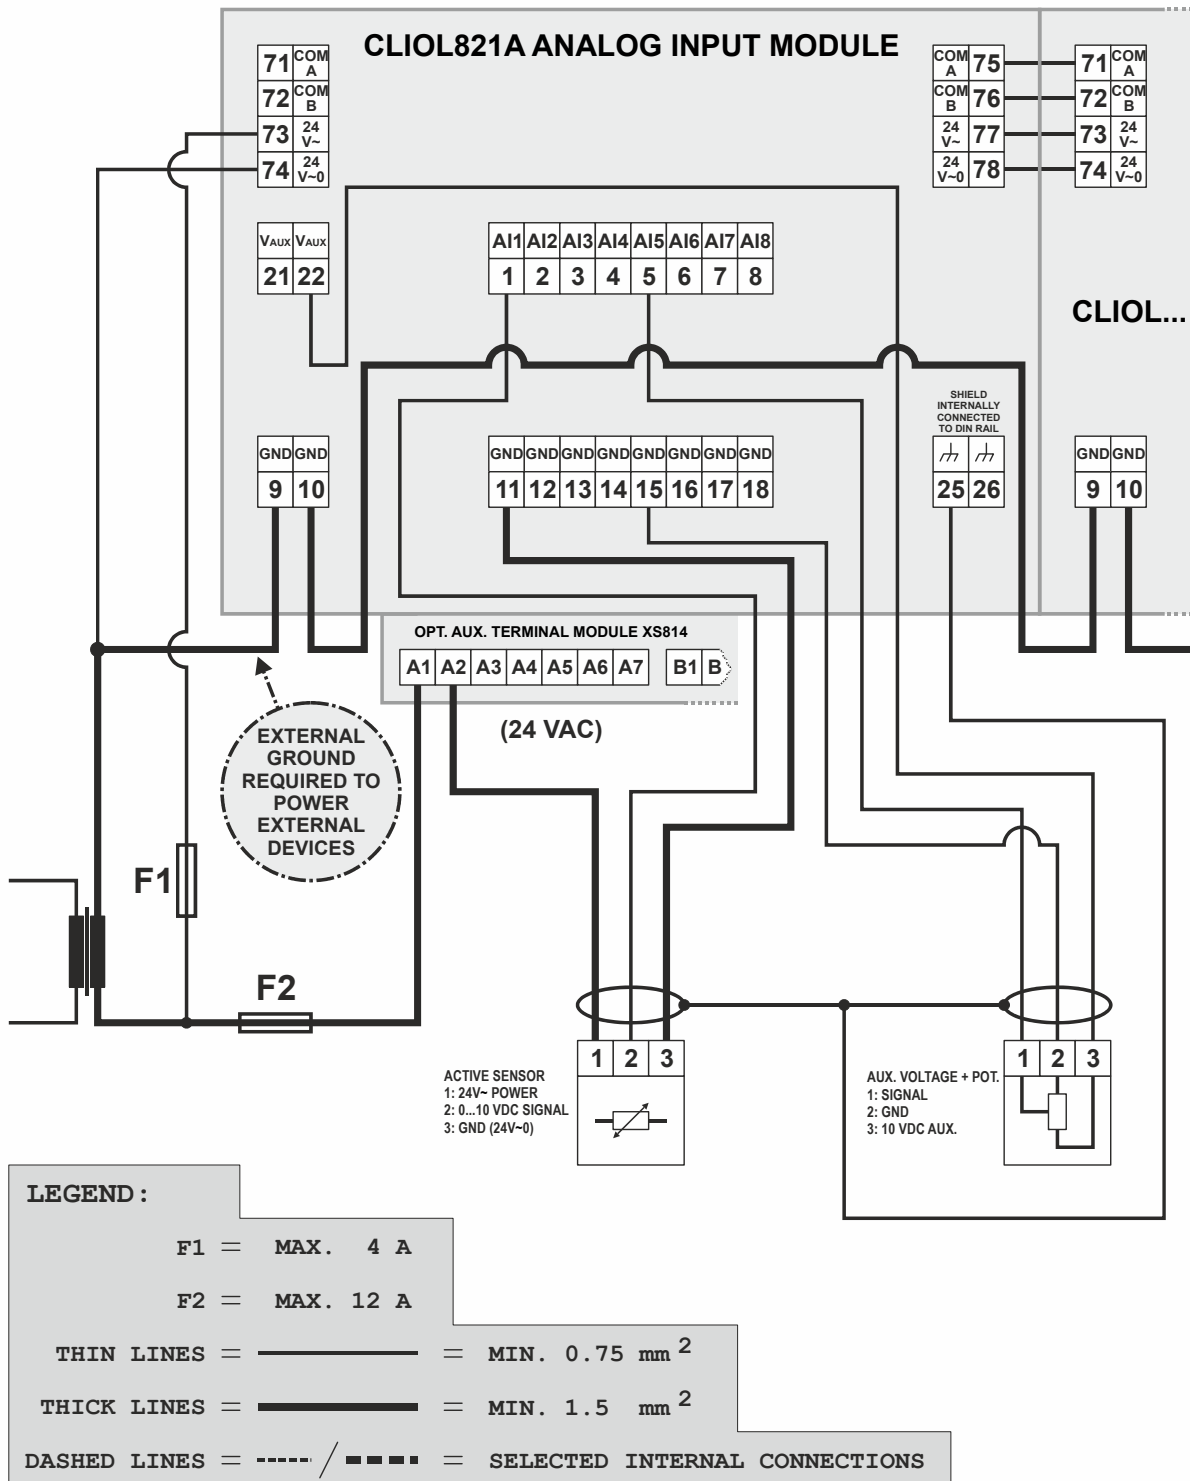 CLIOL821A ANALOG INPUT MODULE
71 COM A
72 COM B
73 24 V~
74 24 V~0
COM A 75
COM B 76
24 V~ 77
24 V~0 78
71 COM A
72 COM B
73 24 V~
74 24 V~0
VAUX VAUX
21 22
AI1 AI2 AI3 AI4 AI5 AI6 AI7 AI8
1 2 3 4 5 6 7 8
CLIOL...
SHIELD
INTERNALLY
CONNECTED
TO DIN RAIL
GND GND
9 10
GND GND GND GND GND GND GND GND
11 12 13 14 15 16 17 18
25 26
GND GND
9 10
OPT. AUX. TERMINAL MODULE XS814
A1 A2 A3 A4 A5 A6 A7 B1 B
(24 VAC)
EXTERNAL
GROUND
REQUIRED TO
POWER
EXTERNAL
DEVICES
F1
F2
1 2 3
ACTIVE SENSOR
1: 24V~ POWER
2: 0...10 VDC SIGNAL
3: GND (24V~0)
1 2 3
AUX. VOLTAGE + POT.
1: SIGNAL
2: GND
3: 10 VDC AUX.
LEGEND:
F1 = MAX. 4 A
F2 = MAX. 12 A
THIN LINES = = MIN. 0.75 mm 2
THICK LINES = = MIN. 1.5 mm 2
DASHED LINES = / = SELECTED INTERNAL CONNECTIONS